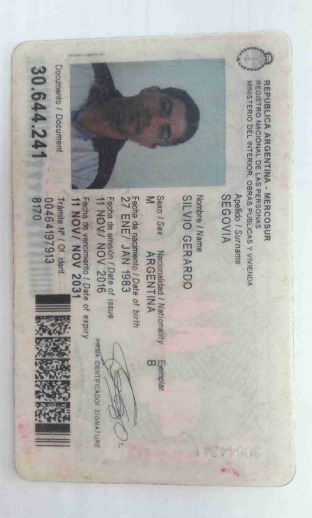 REPUBLICA ARGENTINA - MERCOSUR
REGISTRO NACIONAL DE LAS PERSONAS
MINISTERIO DEL INTERIOR, OBRAS PUBLICAS Y VIVIENDA
Apellido / Surname
SEGOVIA
Nombre / Name
SILVIO GERARDO
Sexo / Sex Nacionalidad / Nationality Ejemplar
M ARGENTINA B
Fecha de nacimiento / Date of birth
27 ENE/ JAN 1983
Fecha de emisión / Date of issue
11 NOV/ NOV 2016
Fecha de vencimiento / Date of expiry
11 NOV/ NOV 2031
FIRMA IDENTIFICADO/ SIGNATURE
Documento / Document
30.644.241
Trámite Nº / Of. ident.
00464197913
8170
30644241